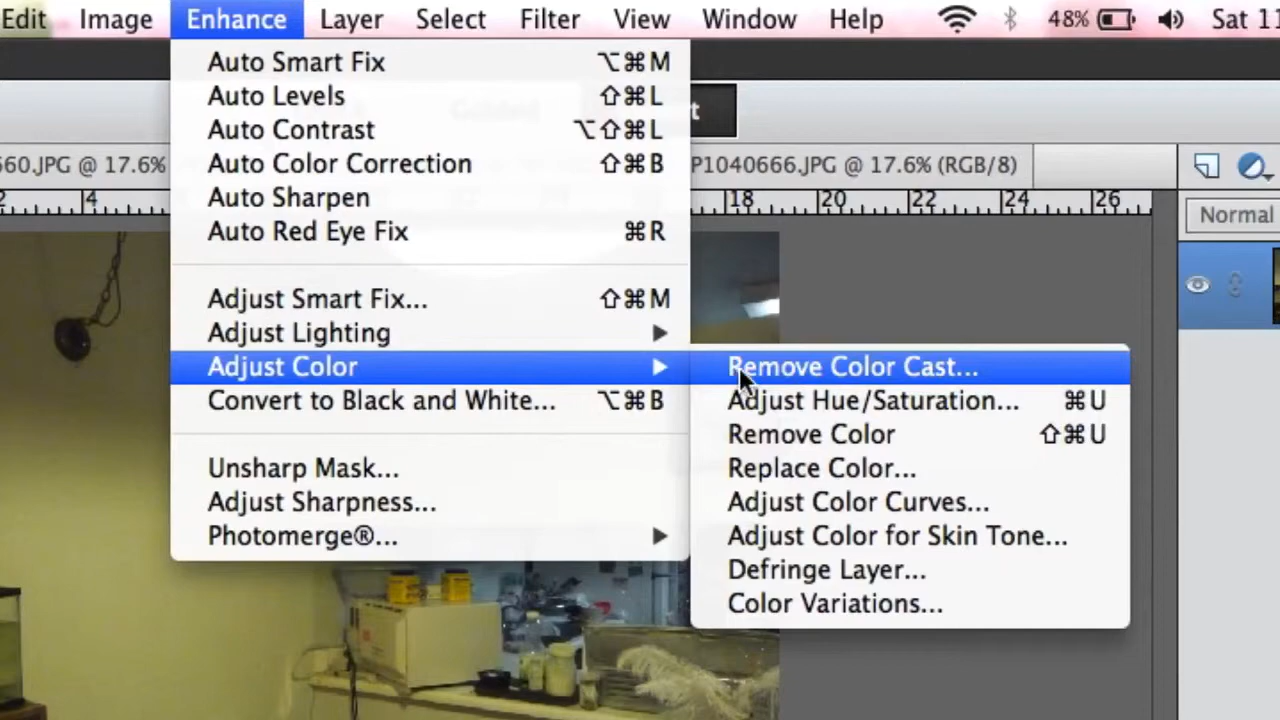 Edit Image Enhance Layer Select Filter View Window Help 48% Sat 11
Auto Smart Fix ⌥⌘M
Auto Levels ⇧⌘L
Auto Contrast ⌥⇧⌘L
Auto Color Correction ⇧⌘B
Auto Sharpen
Auto Red Eye Fix ⌘R
Adjust Smart Fix... ⇧⌘M
Adjust Lighting ▶
Adjust Color ▶
Convert to Black and White... ⌥⌘B
Unsharp Mask...
Adjust Sharpness...
Photomerge®... ▶
Remove Color Cast...
Adjust Hue/Saturation... ⌘U
Remove Color ⇧⌘U
Replace Color...
Adjust Color Curves...
Adjust Color for Skin Tone...
Defringe Layer...
Color Variations...
Guided t
660.JPG @ 17.6% P1040666.JPG @ 17.6% (RGB/8)
2 4 18 20 22 24 26
Normal